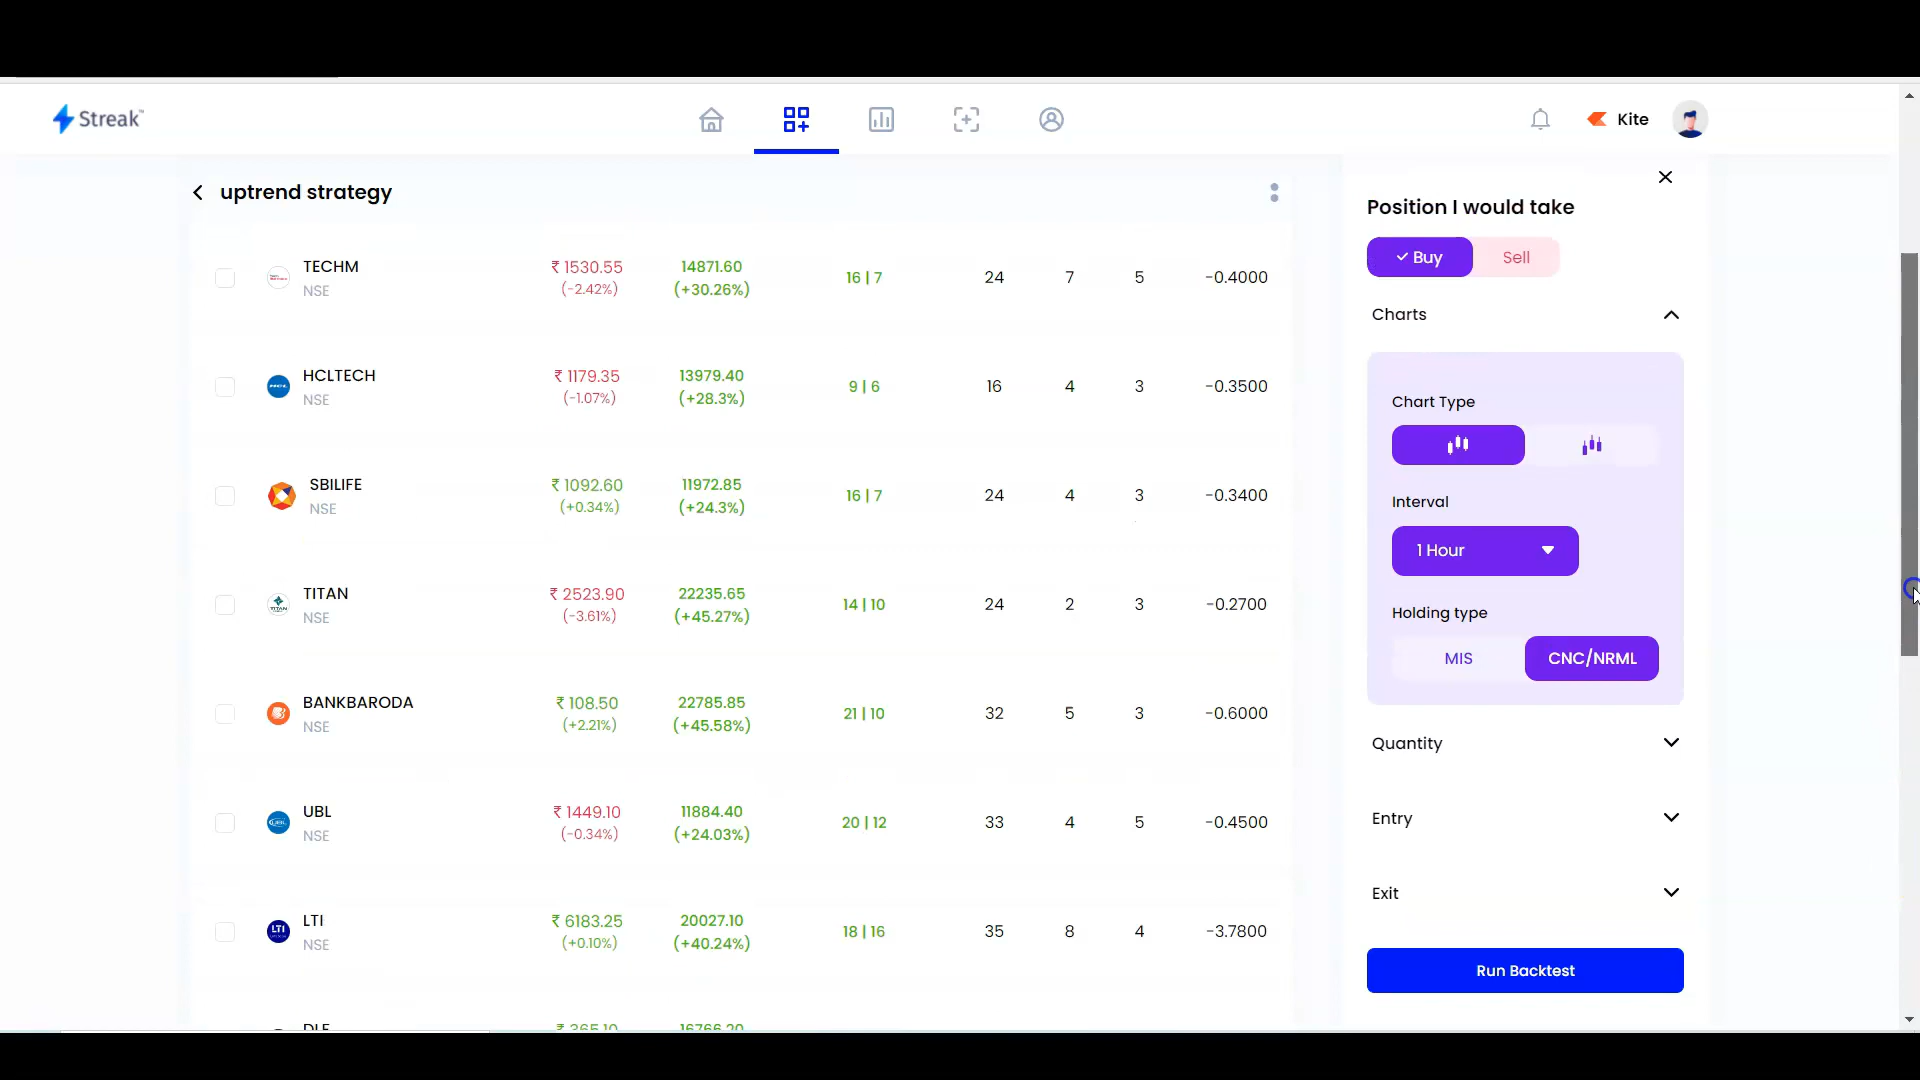 Streak™
Kite
uptrend strategy
TECHM
NSE
₹ 1530.55
(-2.42%)
14871.60
(+30.26%)
16 | 7
24
7
5
-0.4000
HCLTECH
NSE
₹ 1179.35
(-1.07%)
13979.40
(+28.3%)
9 | 6
16
4
3
-0.3500
SBILIFE
NSE
₹ 1092.60
(+0.34%)
11972.85
(+24.3%)
16 | 7
24
4
3
-0.3400
TITAN
NSE
₹ 2523.90
(-3.61%)
22235.65
(+45.27%)
14 | 10
24
2
3
-0.2700
BANKBARODA
NSE
₹ 108.50
(+2.21%)
22785.85
(+45.58%)
21 | 10
32
5
3
-0.6000
UBL
NSE
₹ 1449.10
(-0.34%)
11884.40
(+24.03%)
20 | 12
33
4
5
-0.4500
LTI
NSE
₹ 6183.25
(+0.10%)
20027.10
(+40.24%)
18 | 16
35
8
4
-3.7800
DLF
₹ 365.10
16766.20
Position I would take
Buy
Sell
Charts
Chart Type
Interval
1 Hour
Holding type
MIS
CNC/NRML
Quantity
Entry
Exit
Run Backtest